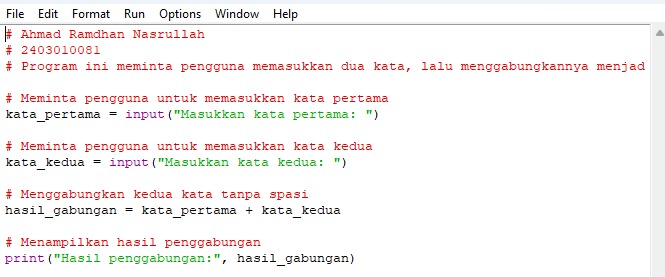 File Edit Format Run Options Window Help
# Ahmad Ramdhan Nasrullah
# 2403010081
# Program ini meminta pengguna memasukkan dua kata, lalu menggabungkannya menjad
# Meminta pengguna untuk memasukkan kata pertama
kata_pertama = input("Masukkan kata pertama: ")
# Meminta pengguna untuk memasukkan kata kedua
kata_kedua = input("Masukkan kata kedua: ")
# Menggabungkan kedua kata tanpa spasi
hasil_gabungan = kata_pertama + kata_kedua
# Menampilkan hasil penggabungan
print("Hasil penggabungan:", hasil_gabungan)